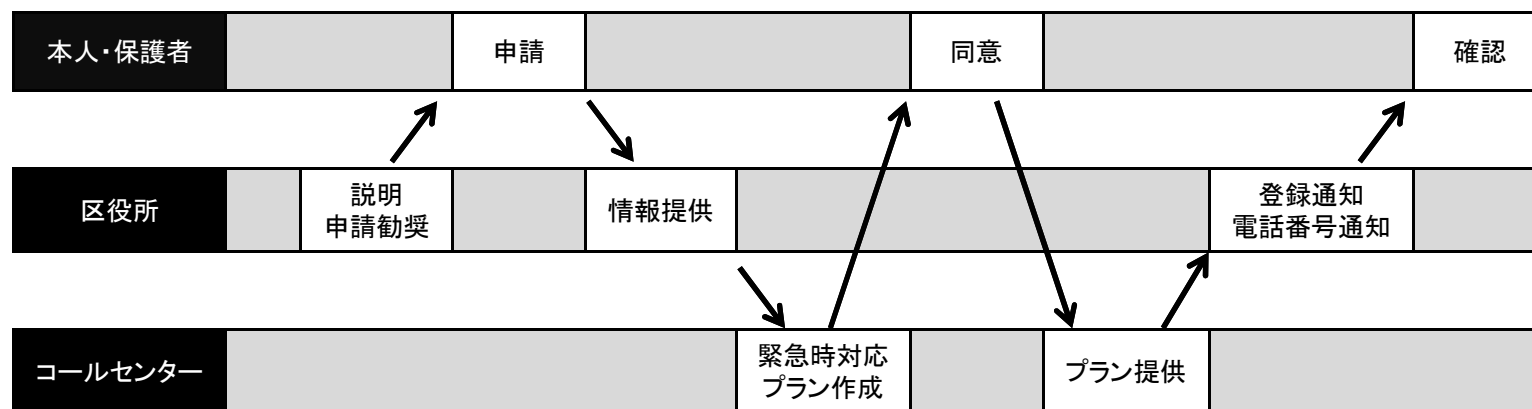 本人・保護者
申請
同意
確認
区役所
説明
申請勧奨
情報提供
登録通知
電話番号通知
コールセンター
緊急時対応
プラン作成
プラン提供